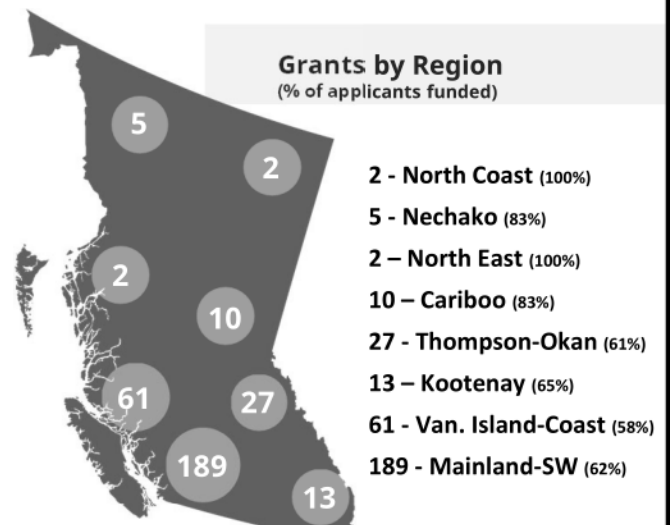 Grants by Region
(% of applicants funded)
5
2
2 - North Coast (100%)
5 - Nechako (83%)
2 – North East (100%)
2
10 – Cariboo (83%)
10
27 - Thompson-Okan (61%)
13 – Kootenay (65%)
61
27
61 - Van. Island-Coast (58%)
189 - Mainland-SW (62%)
189
13